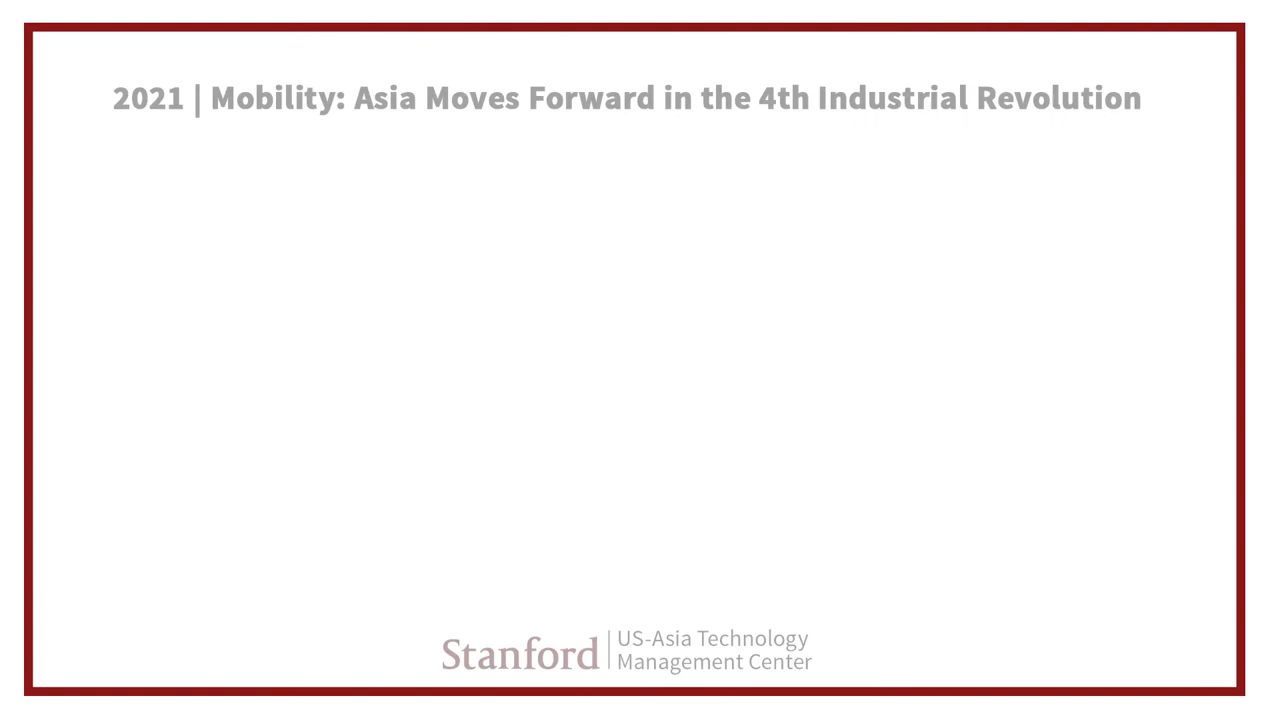 2021 | Mobility: Asia Moves Forward in the 4th Industrial Revolution
Stanford
US-Asia Technology
Management Center